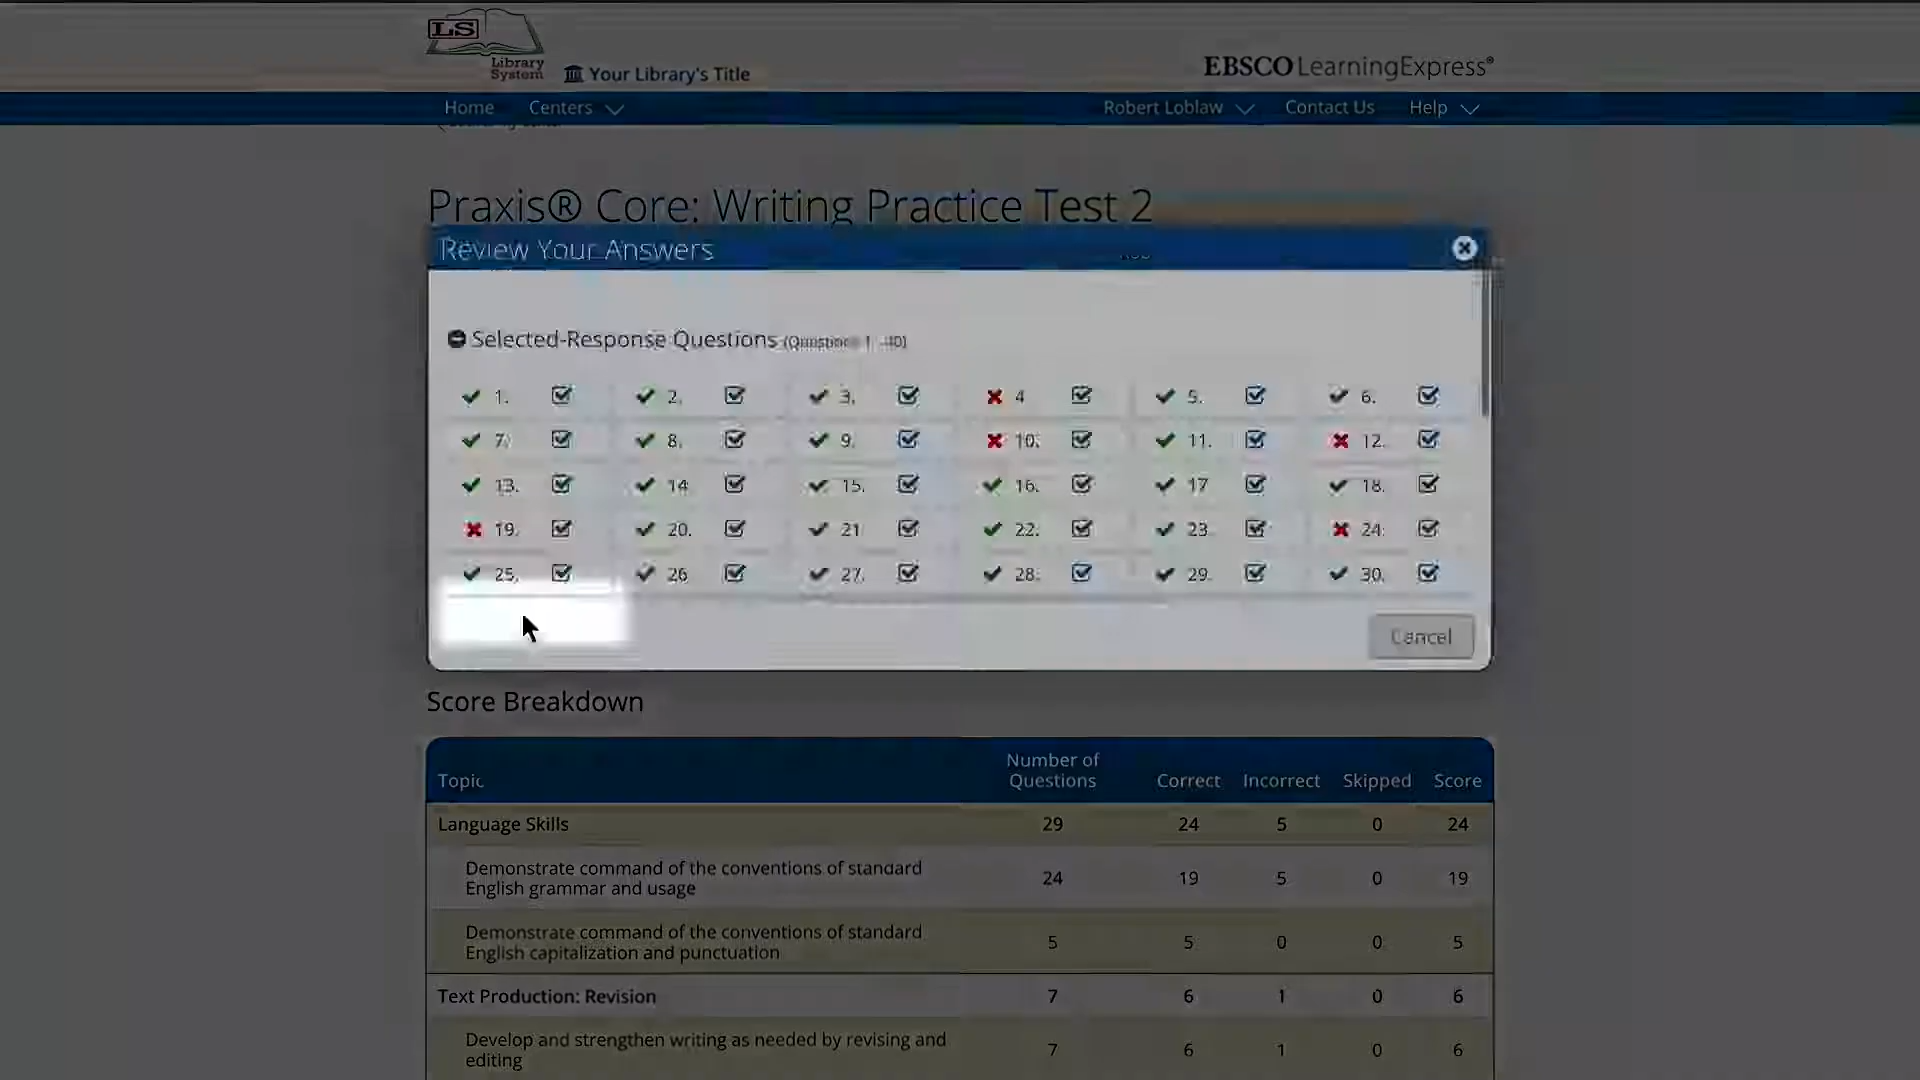 LS
Library
System
Your Library's Title
EBSCO LearningExpress®
Home Centers Robert Loblaw Contact Us Help
Praxis® Core: Writing Practice Test 2
Review Your Answers
Selected-Response Questions (Questions 1 - 40)
1. 2. 3. 4 5. 6.
7. 8. 9. 10. 11. 12.
13. 14 15. 16. 17 18.
19. 20. 21 22. 23. 24.
25. 26 27. 28. 29. 30.
Cancel
Score Breakdown
Topic Number of Questions Correct Incorrect Skipped Score
Language Skills 29 24 5 0 24
Demonstrate command of the conventions of standard
English grammar and usage 24 19 5 0 19
Demonstrate command of the conventions of standard
English capitalization and punctuation 5 5 0 0 5
Text Production: Revision 7 6 1 0 6
Develop and strengthen writing as needed by revising and
editing 7 6 1 0 6